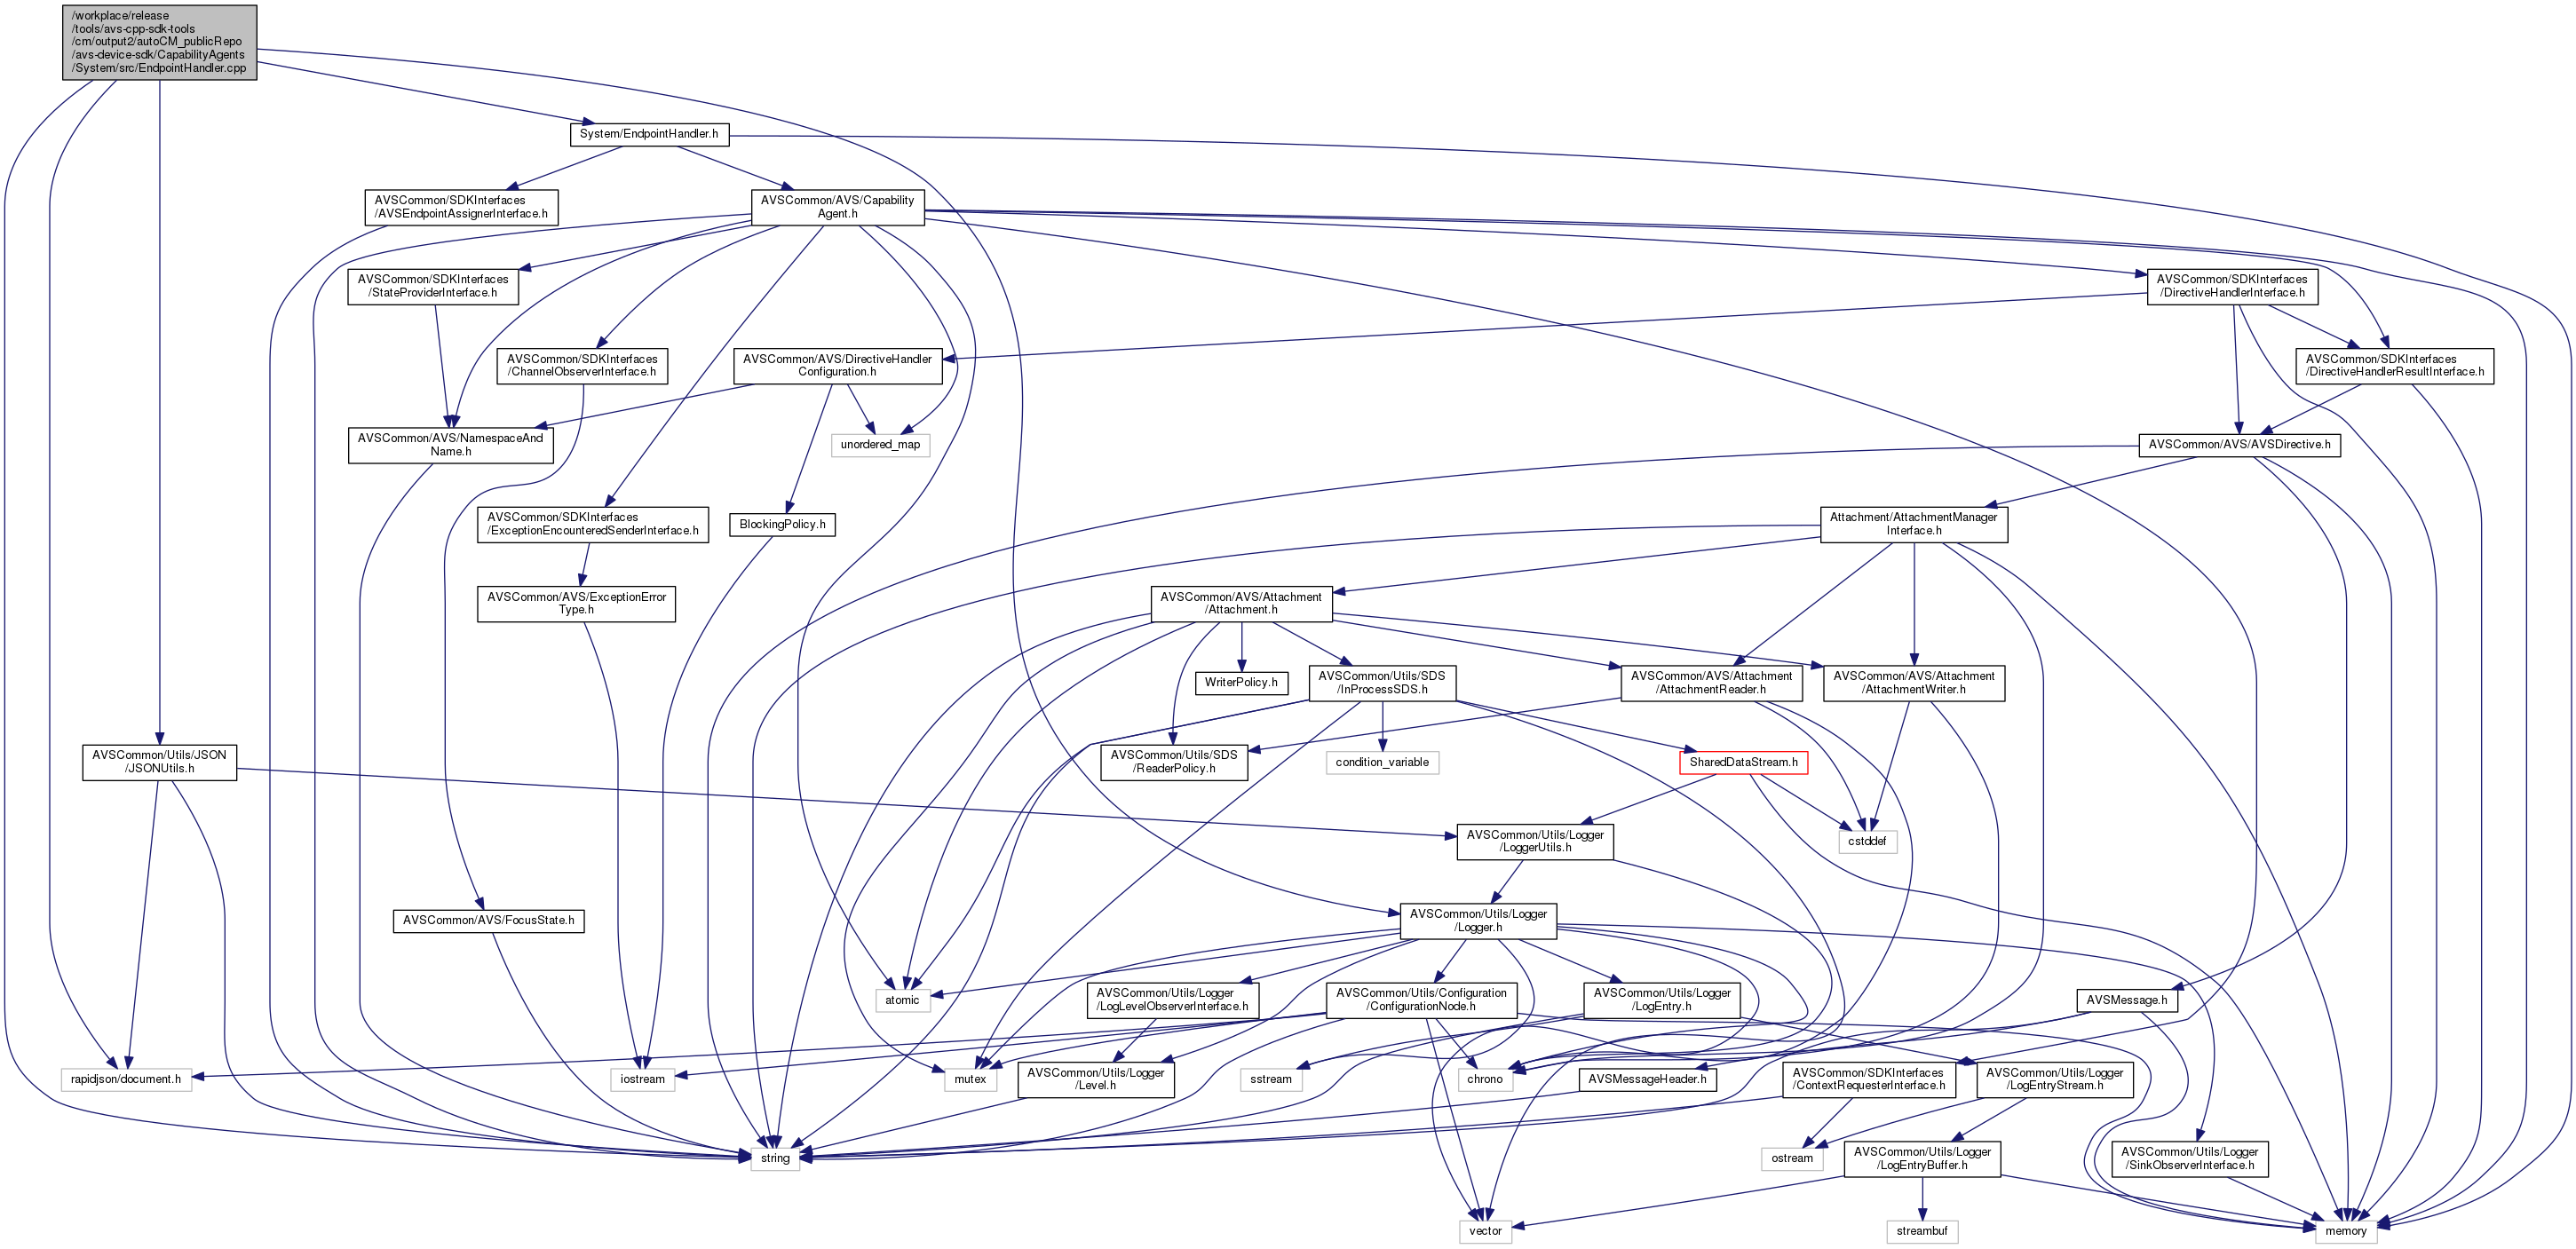 /workplace/release
/tools/avs-cpp-sdk-tools
/cm/output2/autoCM_publicRepo
/avs-device-sdk/CapabilityAgents
/System/src/EndpointHandler.cpp
System/EndpointHandler.h
AVSCommon/SDKInterfaces
/AVSEndpointAssignerInterface.h
AVSCommon/AVS/Capability
Agent.h
AVSCommon/SDKInterfaces
/StateProviderInterface.h
AVSCommon/SDKInterfaces
/DirectiveHandlerInterface.h
AVSCommon/SDKInterfaces
/ChannelObserverInterface.h
AVSCommon/AVS/DirectiveHandler
Configuration.h
AVSCommon/SDKInterfaces
/DirectiveHandlerResultInterface.h
AVSCommon/AVS/NamespaceAnd
Name.h
unordered_map
AVSCommon/AVS/AVSDirective.h
AVSCommon/SDKInterfaces
/ExceptionEncounteredSenderInterface.h
BlockingPolicy.h
Attachment/AttachmentManager
Interface.h
AVSCommon/AVS/ExceptionError
Type.h
AVSCommon/AVS/Attachment
/Attachment.h
WriterPolicy.h
AVSCommon/Utils/SDS
/InProcessSDS.h
AVSCommon/AVS/Attachment
/AttachmentReader.h
AVSCommon/AVS/Attachment
/AttachmentWriter.h
AVSCommon/Utils/JSON
/JSONUtils.h
AVSCommon/Utils/SDS
/ReaderPolicy.h
condition_variable
SharedDataStream.h
AVSCommon/Utils/Logger
/LoggerUtils.h
cstddef
AVSCommon/AVS/FocusState.h
AVSCommon/Utils/Logger
/Logger.h
atomic
AVSCommon/Utils/Logger
/LogLevelObserverInterface.h
AVSCommon/Utils/Configuration
/ConfigurationNode.h
AVSCommon/Utils/Logger
/LogEntry.h
AVSMessage.h
rapidjson/document.h
iostream
mutex
AVSCommon/Utils/Logger
/Level.h
sstream
chrono
AVSMessageHeader.h
AVSCommon/SDKInterfaces
/ContextRequesterInterface.h
AVSCommon/Utils/Logger
/LogEntryStream.h
string
ostream
AVSCommon/Utils/Logger
/LogEntryBuffer.h
AVSCommon/Utils/Logger
/SinkObserverInterface.h
vector
streambuf
memory